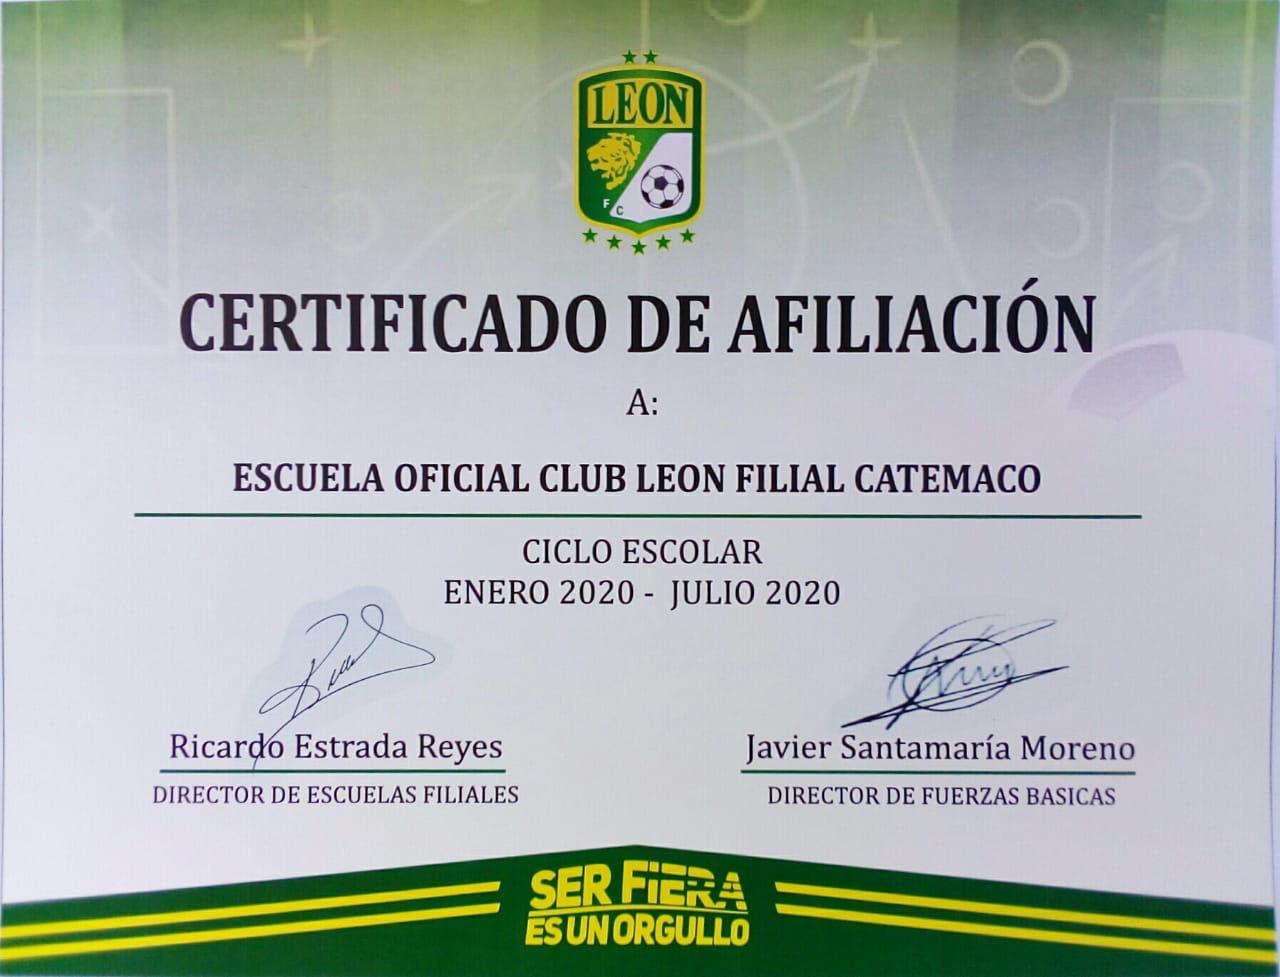 LEON
F C
CERTIFICADO DE AFILIACIÓN
A:
ESCUELA OFICIAL CLUB LEON FILIAL CATEMACO
CICLO ESCOLAR
ENERO 2020 - JULIO 2020
Ricardo Estrada Reyes
DIRECTOR DE ESCUELAS FILIALES
Javier Santamaría Moreno
DIRECTOR DE FUERZAS BASICAS
SER FIERA
ES UN ORGULLO